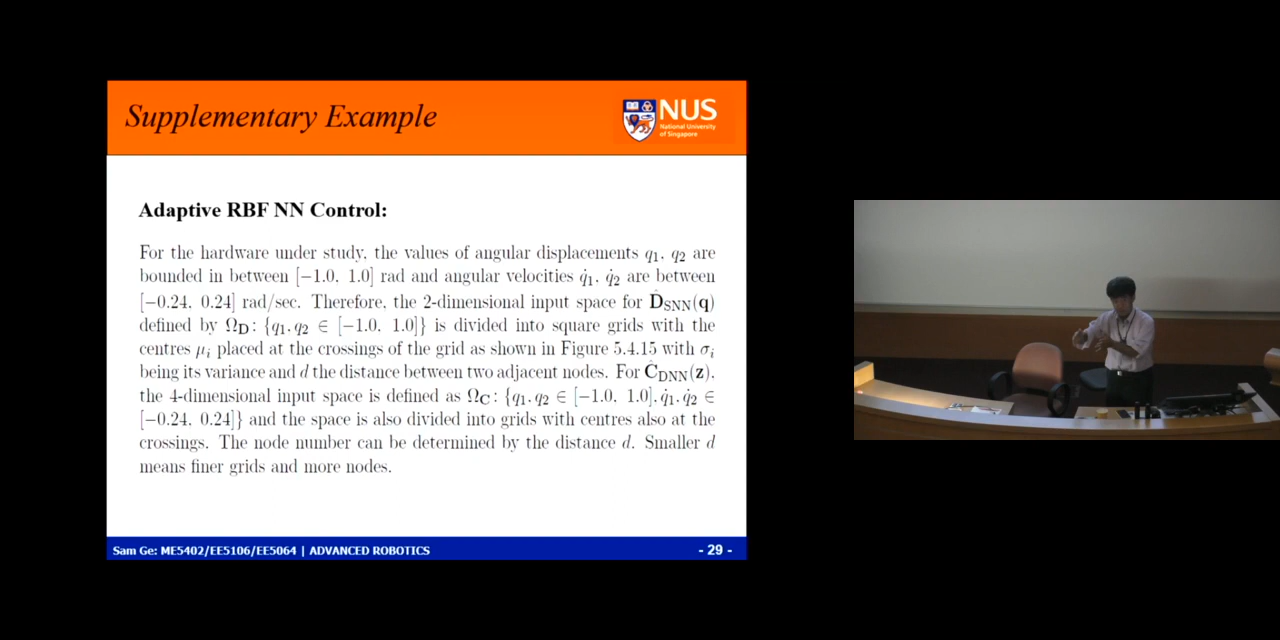 Supplementary Example
NUS
National University
of Singapore
Adaptive RBF NN Control:
For the hardware under study, the values of angular displacements q₁, q₂ are
bounded in between [−1.0, 1.0] rad and angular velocities q̇₁, q̇₂ are between
[−0.24, 0.24] rad/sec. Therefore, the 2-dimensional input space for D̂SNN(q)
defined by ΩD: {q₁, q₂ ∈ [−1.0, 1.0]} is divided into square grids with the
centres μᵢ placed at the crossings of the grid as shown in Figure 5.4.15 with σᵢ
being its variance and d the distance between two adjacent nodes. For ĈDNN(z),
the 4-dimensional input space is defined as ΩC: {q₁, q₂ ∈ [−1.0, 1.0], q̇₁, q̇₂ ∈
[−0.24, 0.24]} and the space is also divided into grids with centres also at the
crossings. The node number can be determined by the distance d. Smaller d
means finer grids and more nodes.
Sam Ge: ME5402/EE5106/EE5064 | ADVANCED ROBOTICS
- 29 -